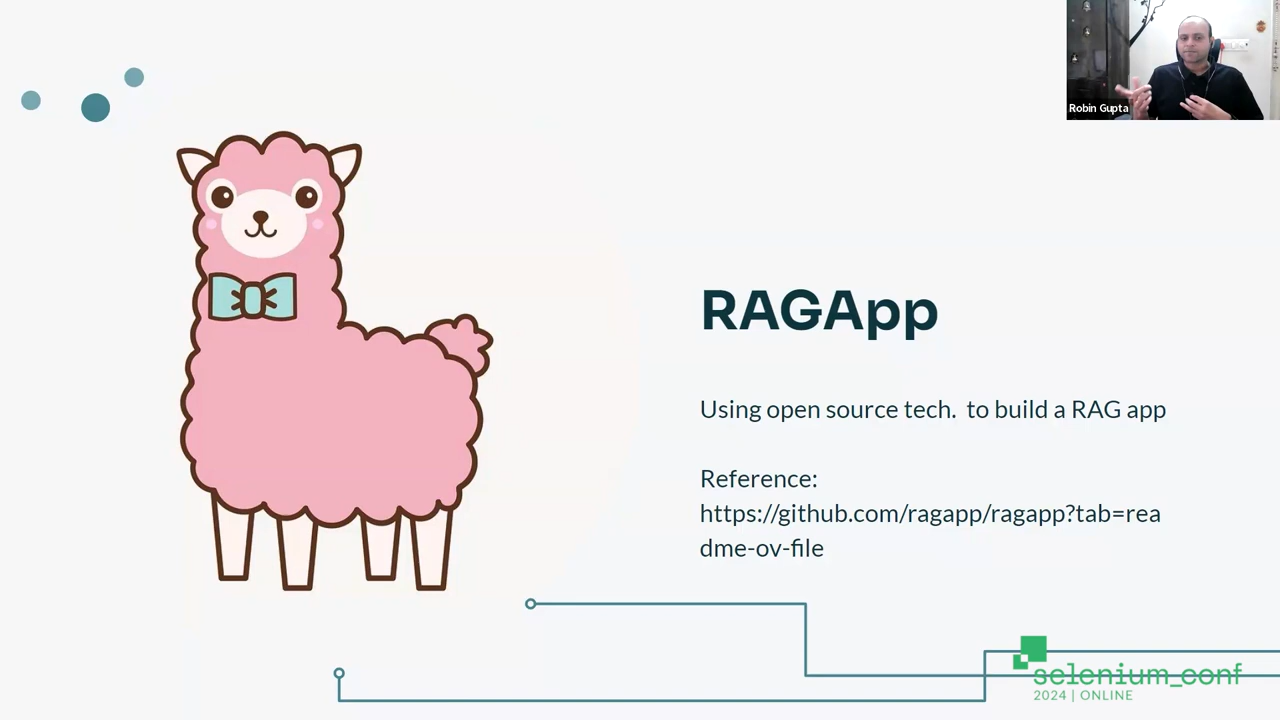 Robin Gupta
RAGApp
Using open source tech.  to build a RAG app
Reference:
https://github.com/ragapp/ragapp?tab=rea
dme-ov-file
selenium_conf
2024 | ONLINE